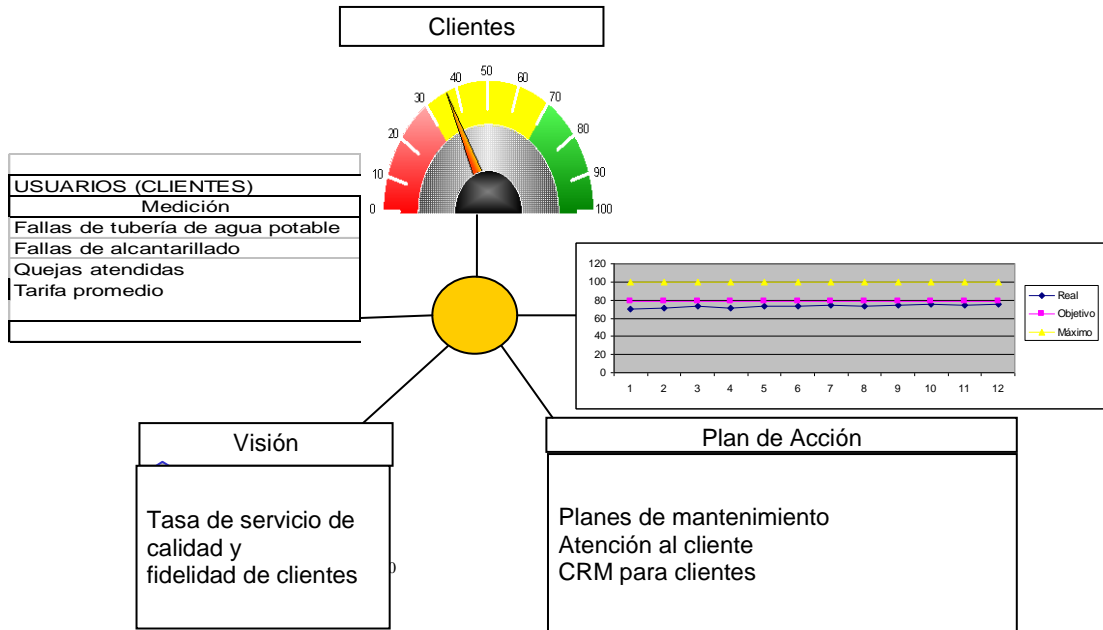 Clientes
0
10
20
30
40
50
60
70
80
90
100
USUARIOS (CLIENTES)
Medición
Fallas de tubería de agua potable
Fallas de alcantarillado
Quejas atendidas
Tarifa promedio
120
100
80
60
40
20
0
1 2 3 4 5 6 7 8 9 10 11 12
Real
Objetivo
Máximo
Visión
Tasa de servicio de
calidad y
fidelidad de clientes
Plan de Acción
Planes de mantenimiento
Atención al cliente
CRM para clientes